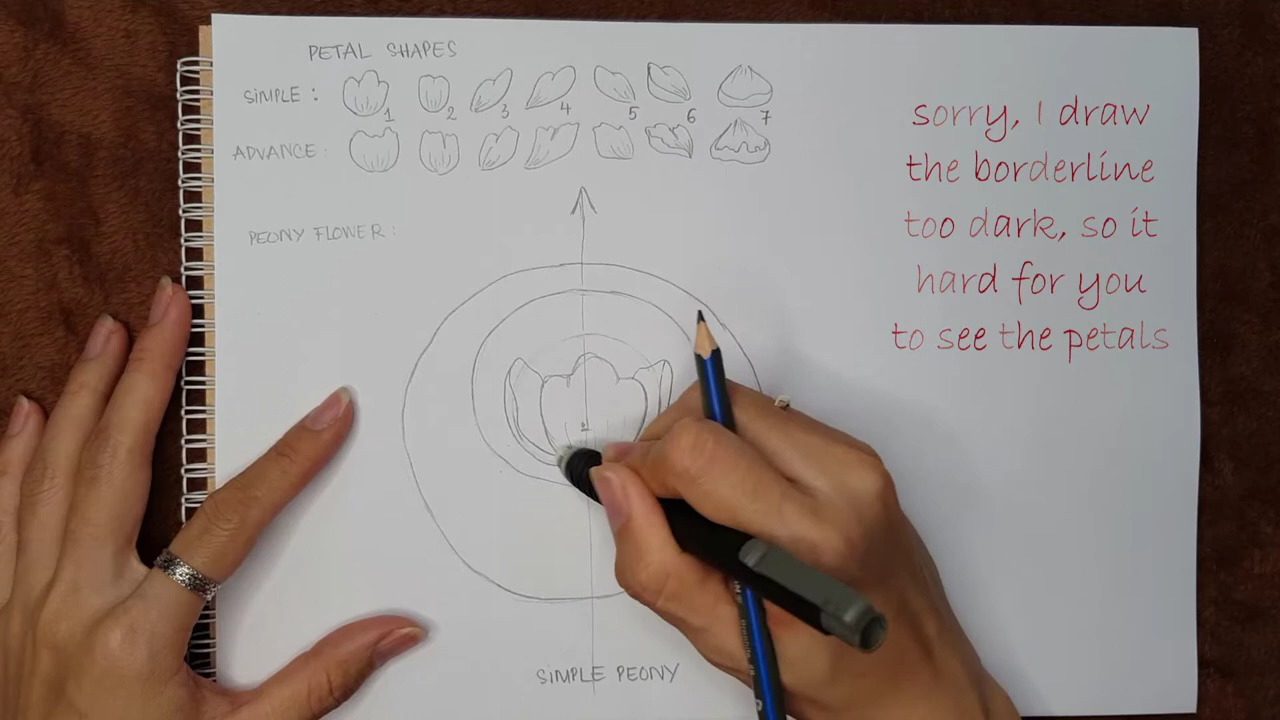 PETAL SHAPES
SIMPLE :
1 2 3 4 5 6 7
ADVANCE :
PEONY FLOWER :
SIMPLE PEONY
sorry, I draw
the borderline
too dark, so it
hard for you
to see the petals